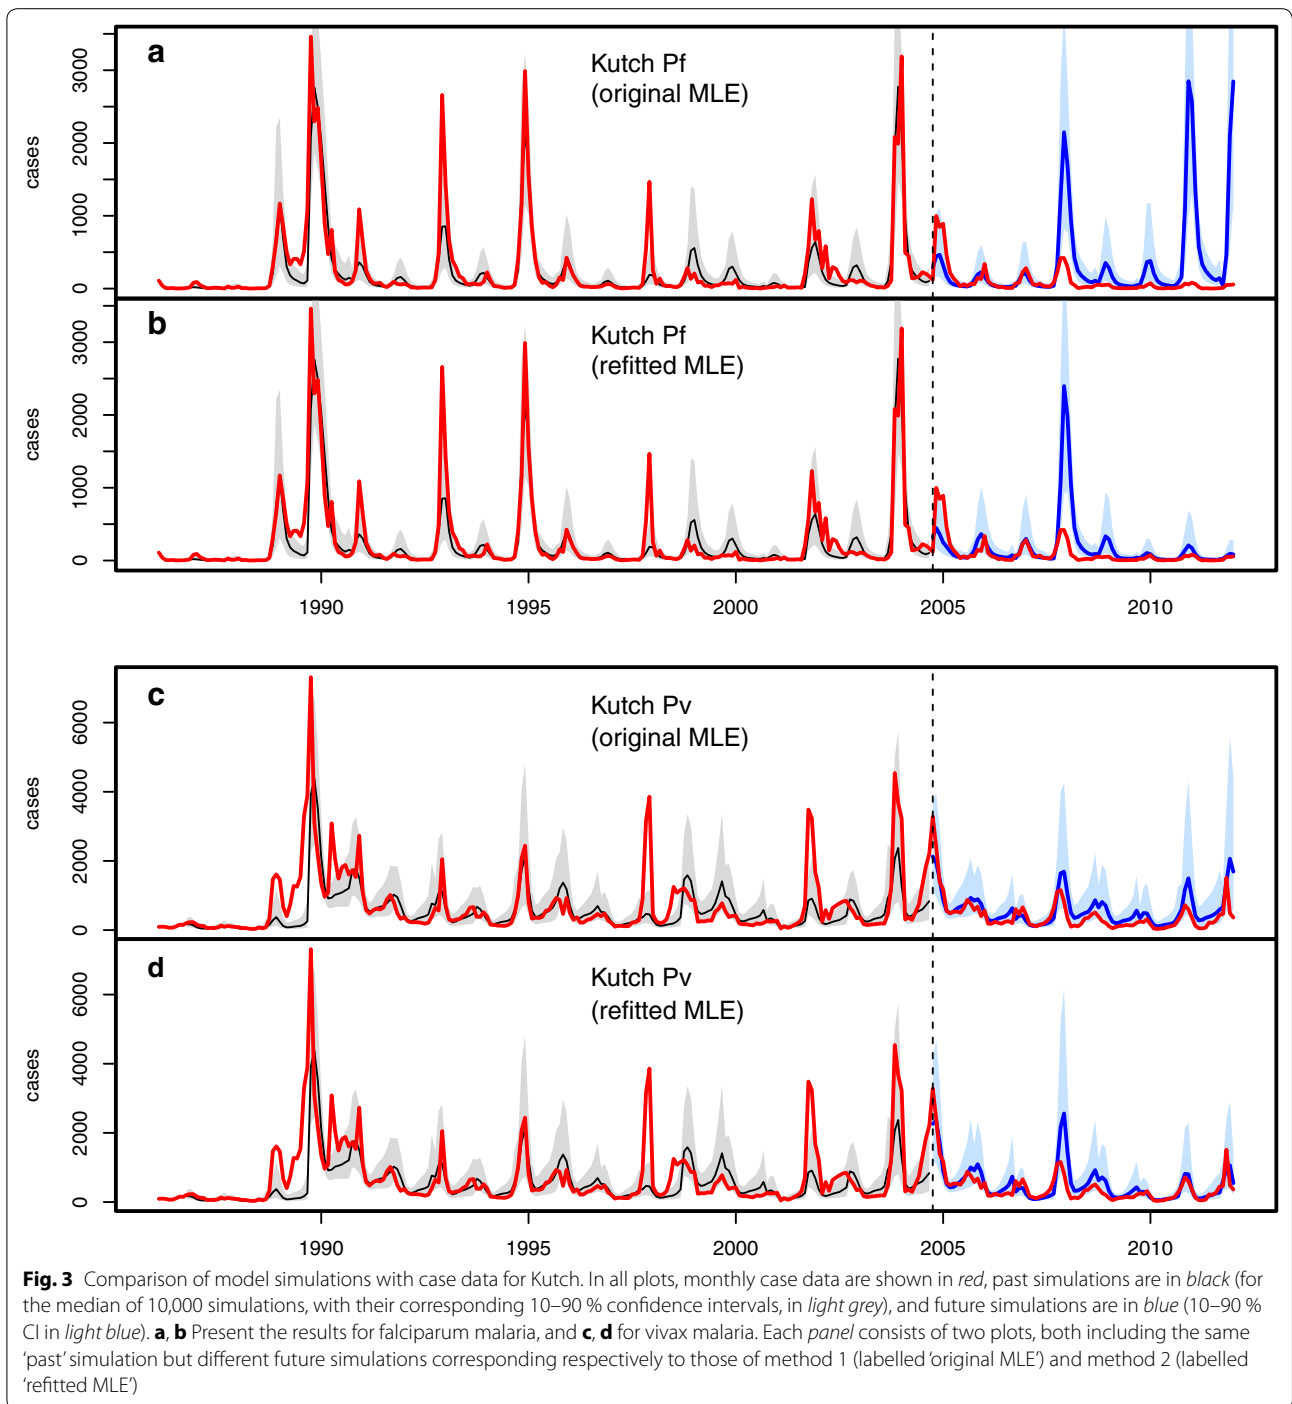 a
Kutch Pf
(original MLE)
cases
0
1000
2000
3000
b
Kutch Pf
(refitted MLE)
cases
0
1000
2000
3000
1990
1995
2000
2005
2010
c
Kutch Pv
(original MLE)
cases
0
2000
4000
6000
d
Kutch Pv
(refitted MLE)
cases
0
2000
4000
6000
1990
1995
2000
2005
2010
Fig. 3 Comparison of model simulations with case data for Kutch. In all plots, monthly case data are shown in red, past simulations are in black (for
the median of 10,000 simulations, with their corresponding 10–90 % confidence intervals, in light grey), and future simulations are in blue (10–90 %
CI in light blue). a, b Present the results for falciparum malaria, and c, d for vivax malaria. Each panel consists of two plots, both including the same
‘past’ simulation but different future simulations corresponding respectively to those of method 1 (labelled ‘original MLE’) and method 2 (labelled
‘refitted MLE’)